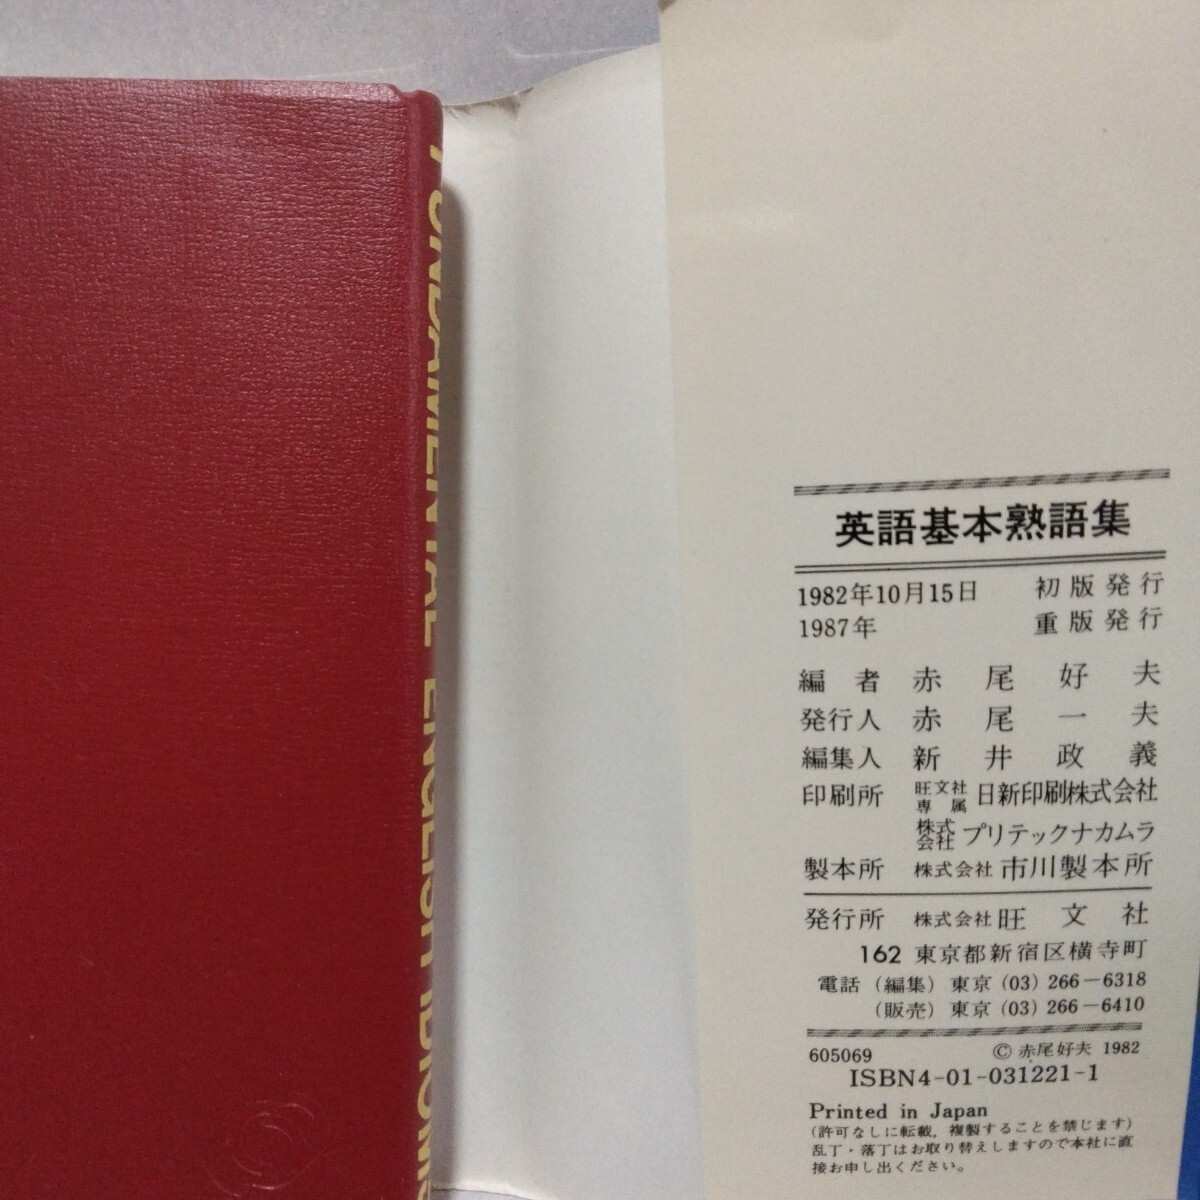 FUNDAMENTAL ENGLISH IDIOMS
英語基本熟語集
1982年10月15日 初版発行
1987年 重版発行
編者 赤尾好夫
発行人 赤尾一夫
編集人 新井政義
印刷所 旺文社専属 日新印刷株式会社
株式会社 プリテックナカムラ
製本所 株式会社 市川製本所
発行所 株式会社 旺文社
162 東京都新宿区横寺町
電話（編集）東京(03)266-6318
（販売）東京(03)266-6410
605069 © 赤尾好夫 1982
ISBN4-01-031221-1
Printed in Japan
(許可なしに転載，複製することを禁じます)
乱丁・落丁はお取り替えしますので本社に直
接お申し出ください。